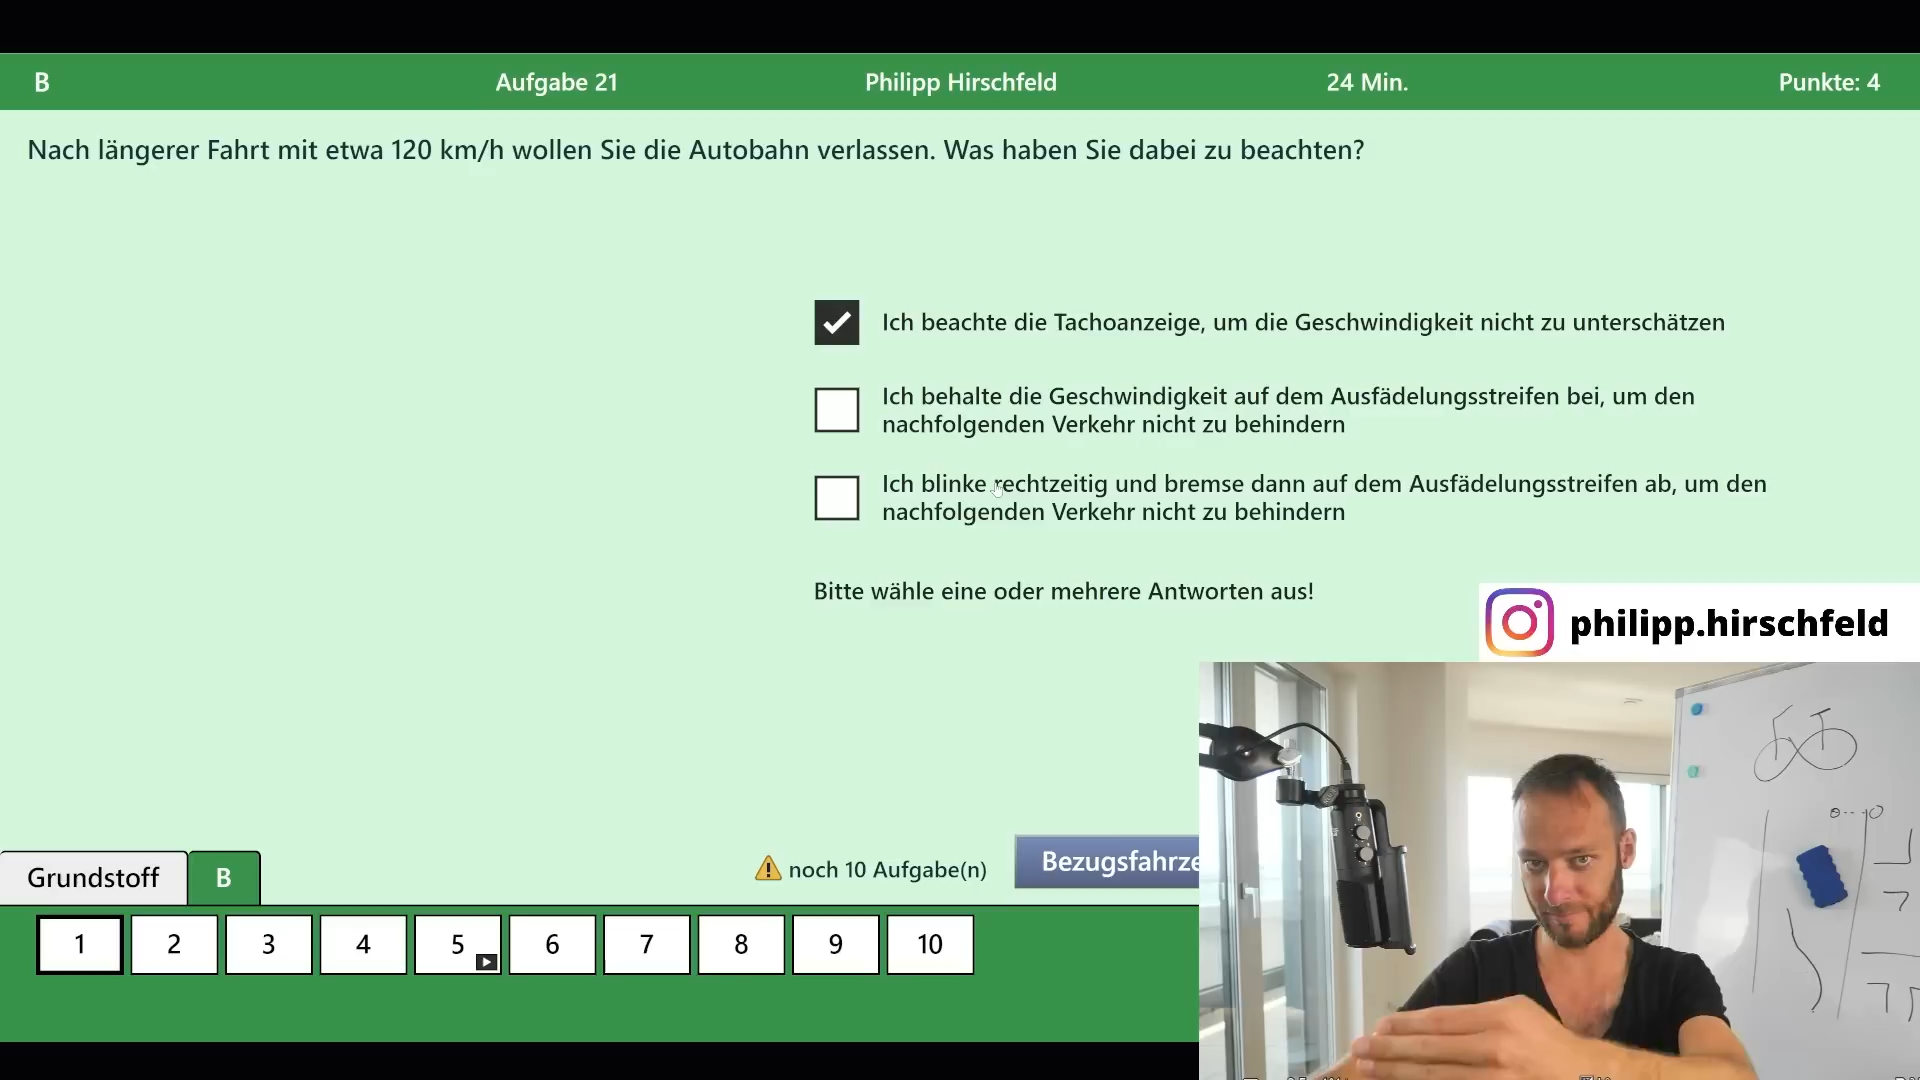 B
Aufgabe 21
Philipp Hirschfeld
24 Min.
Punkte: 4
Nach längerer Fahrt mit etwa 120 km/h wollen Sie die Autobahn verlassen. Was haben Sie dabei zu beachten?
Ich beachte die Tachoanzeige, um die Geschwindigkeit nicht zu unterschätzen
Ich behalte die Geschwindigkeit auf dem Ausfädelungsstreifen bei, um den
nachfolgenden Verkehr nicht zu behindern
Ich blinke rechtzeitig und bremse dann auf dem Ausfädelungsstreifen ab, um den
nachfolgenden Verkehr nicht zu behindern
Bitte wähle eine oder mehrere Antworten aus!
philipp.hirschfeld
Grundstoff
B
noch 10 Aufgabe(n)
Bezugsfahrze
1
2
3
4
5
6
7
8
9
10